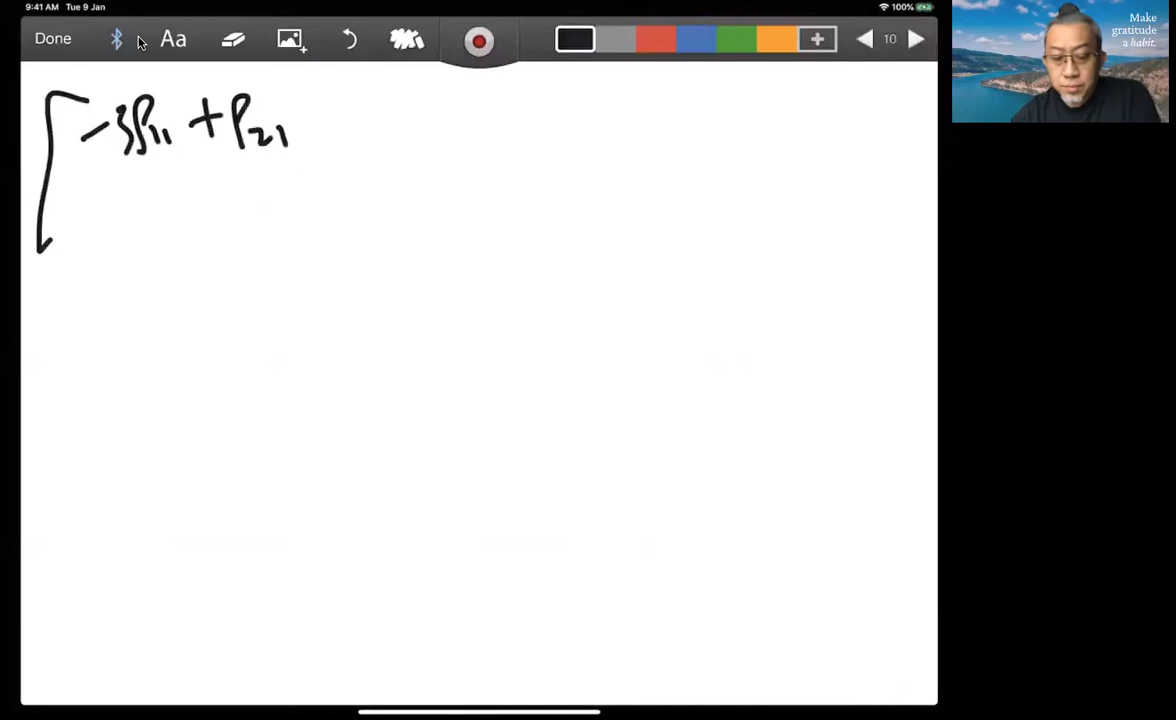 9:41 AM Tue 9 Jan
100%
Done
Aa
10
Make
gratitude
a habit.
-3P11 + P21